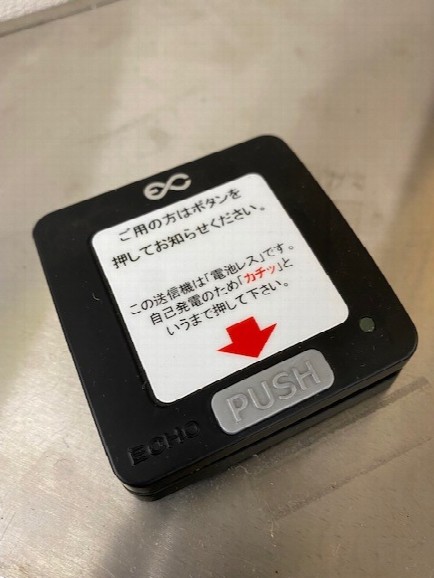 ご用の方はボタンを
押してお知らせください。
この送信機は｢電池レス｣です。
自己発電のため｢カチッ｣と
いうまで押して下さい。
PUSH
ECHO